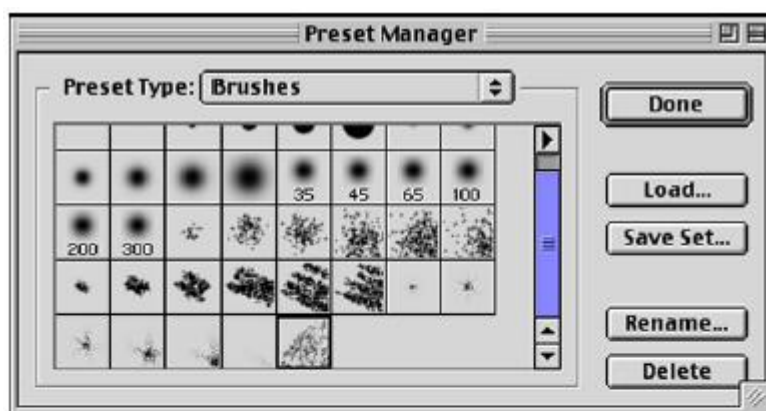 Preset Manager
Preset Type: Brushes
Done
35 45 65 100
Load...
200 300
Save Set...
Rename...
Delete